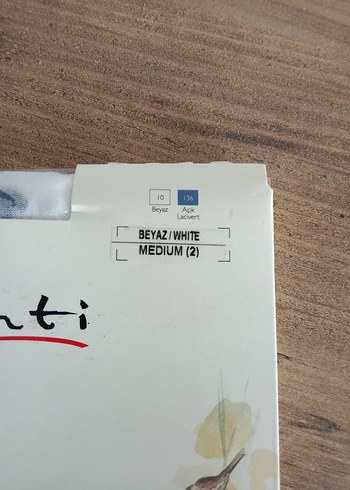 10 136
Beyaz Açık
Lacivert
BEYAZ / WHITE
MEDIUM (2)
nti